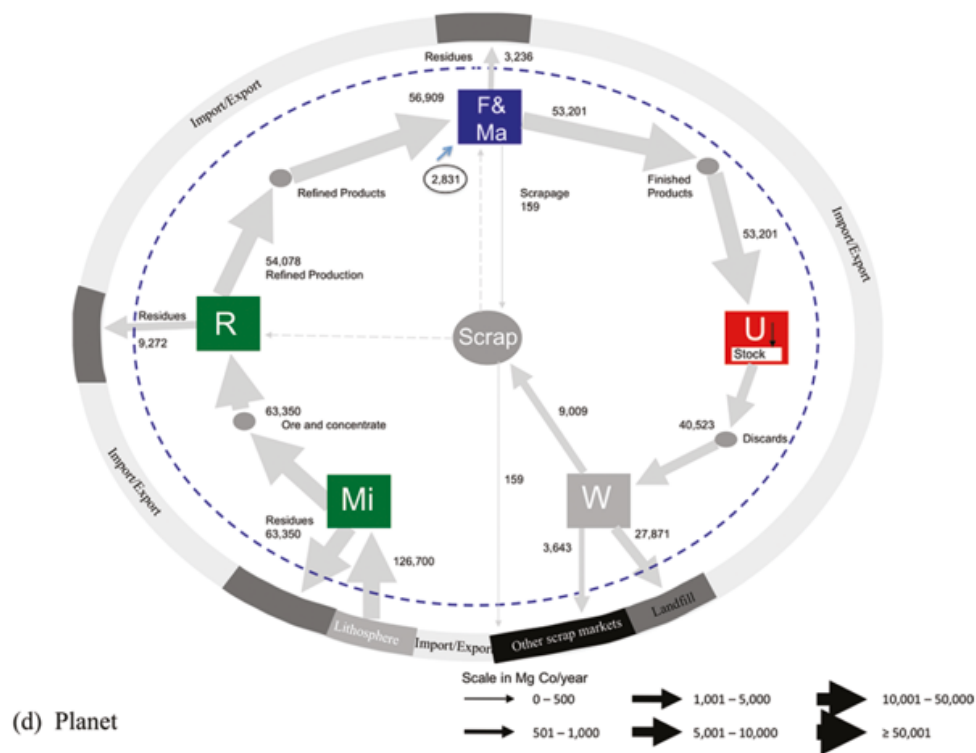 Residues
3,236
Import/Export
56,909
F&
Ma
53,201
2,831
Refined Products
Scrapage
159
Finished
Products
Import/Export
53,201
54,078
Refined Production
Residues
9,272
R
Scrap
U
Stock
63,350
Ore and concentrate
9,009
40,523
Discards
Import/Export
Mi
W
Residues
63,350
126,700
159
3,643
27,871
Lithosphere
Import/Export
Other scrap markets
Landfill
Scale in Mg Co/year
0 – 500
1,001 – 5,000
10,001 – 50,000
501 – 1,000
5,001 – 10,000
≥ 50,001
(d) Planet